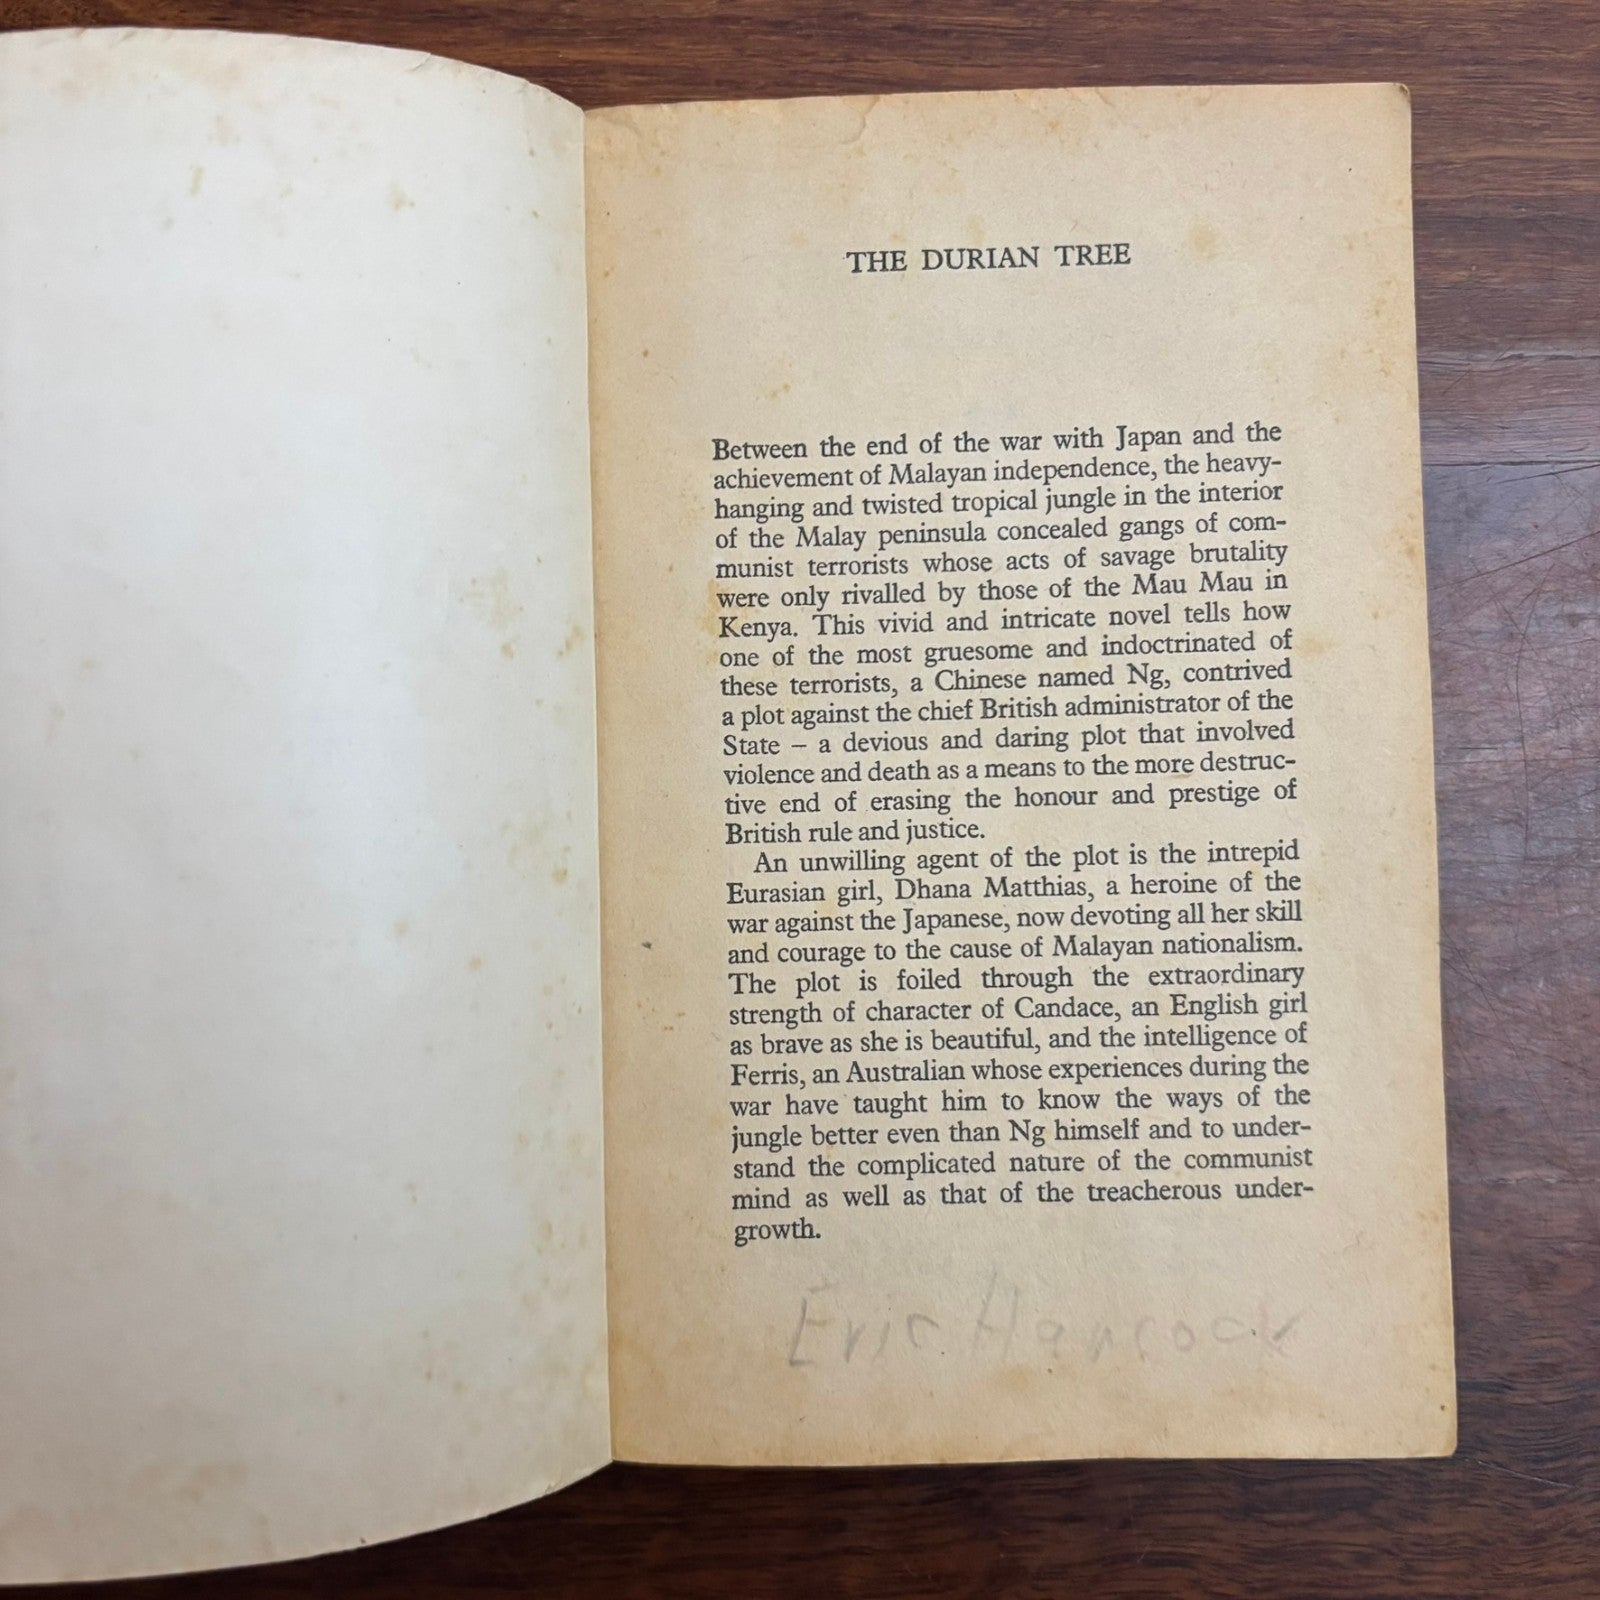 THE DURIAN TREE
Between the end of the war with Japan and the
achievement of Malayan independence, the heavy-
hanging and twisted tropical jungle in the interior
of the Malay peninsula concealed gangs of com-
munist terrorists whose acts of savage brutality
were only rivalled by those of the Mau Mau in
Kenya. This vivid and intricate novel tells how
one of the most gruesome and indoctrinated of
these terrorists, a Chinese named Ng, contrived
a plot against the chief British administrator of the
State – a devious and daring plot that involved
violence and death as a means to the more destruc-
tive end of erasing the honour and prestige of
British rule and justice.
An unwilling agent of the plot is the intrepid
Eurasian girl, Dhana Matthias, a heroine of the
war against the Japanese, now devoting all her skill
and courage to the cause of Malayan nationalism.
The plot is foiled through the extraordinary
strength of character of Candace, an English girl
as brave as she is beautiful, and the intelligence of
Ferris, an Australian whose experiences during the
war have taught him to know the ways of the
jungle better even than Ng himself and to under-
stand the complicated nature of the communist
mind as well as that of the treacherous under-
growth.
Eric Hancock